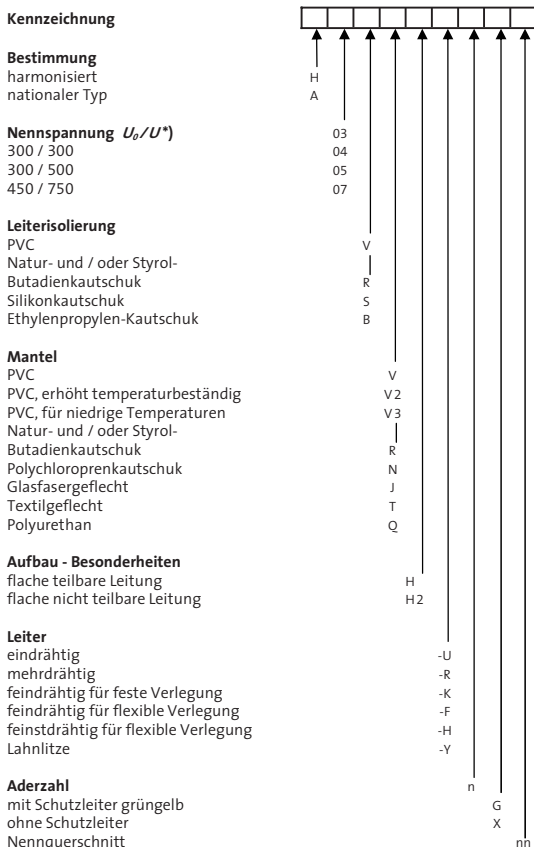 Kennzeichnung
Bestimmung
harmonisiert H
nationaler Typ A
Nennspannung U₀/U*) 03
300 / 300 04
300 / 500 05
450 / 750 07
Leiterisolierung
PVC V
Natur- und / oder Styrol-
Butadienkautschuk R
Silikonkautschuk S
Ethylenpropylen-Kautschuk B
Mantel
PVC V
PVC, erhöht temperaturbeständig V2
PVC, für niedrige Temperaturen V3
Natur- und / oder Styrol-
Butadienkautschuk R
Polychloroprenkautschuk N
Glasfasergeflecht J
Textilgeflecht T
Polyurethan Q
Aufbau - Besonderheiten
flache teilbare Leitung H
flache nicht teilbare Leitung H2
Leiter
eindrähtig -U
mehrdrähtig -R
feindrähtig für feste Verlegung -K
feindrähtig für flexible Verlegung -F
feinstdrähtig für flexible Verlegung -H
Lahnlitze -Y
Aderzahl n
mit Schutzleiter grüngelb G
ohne Schutzleiter X
Nennquerschnitt nn